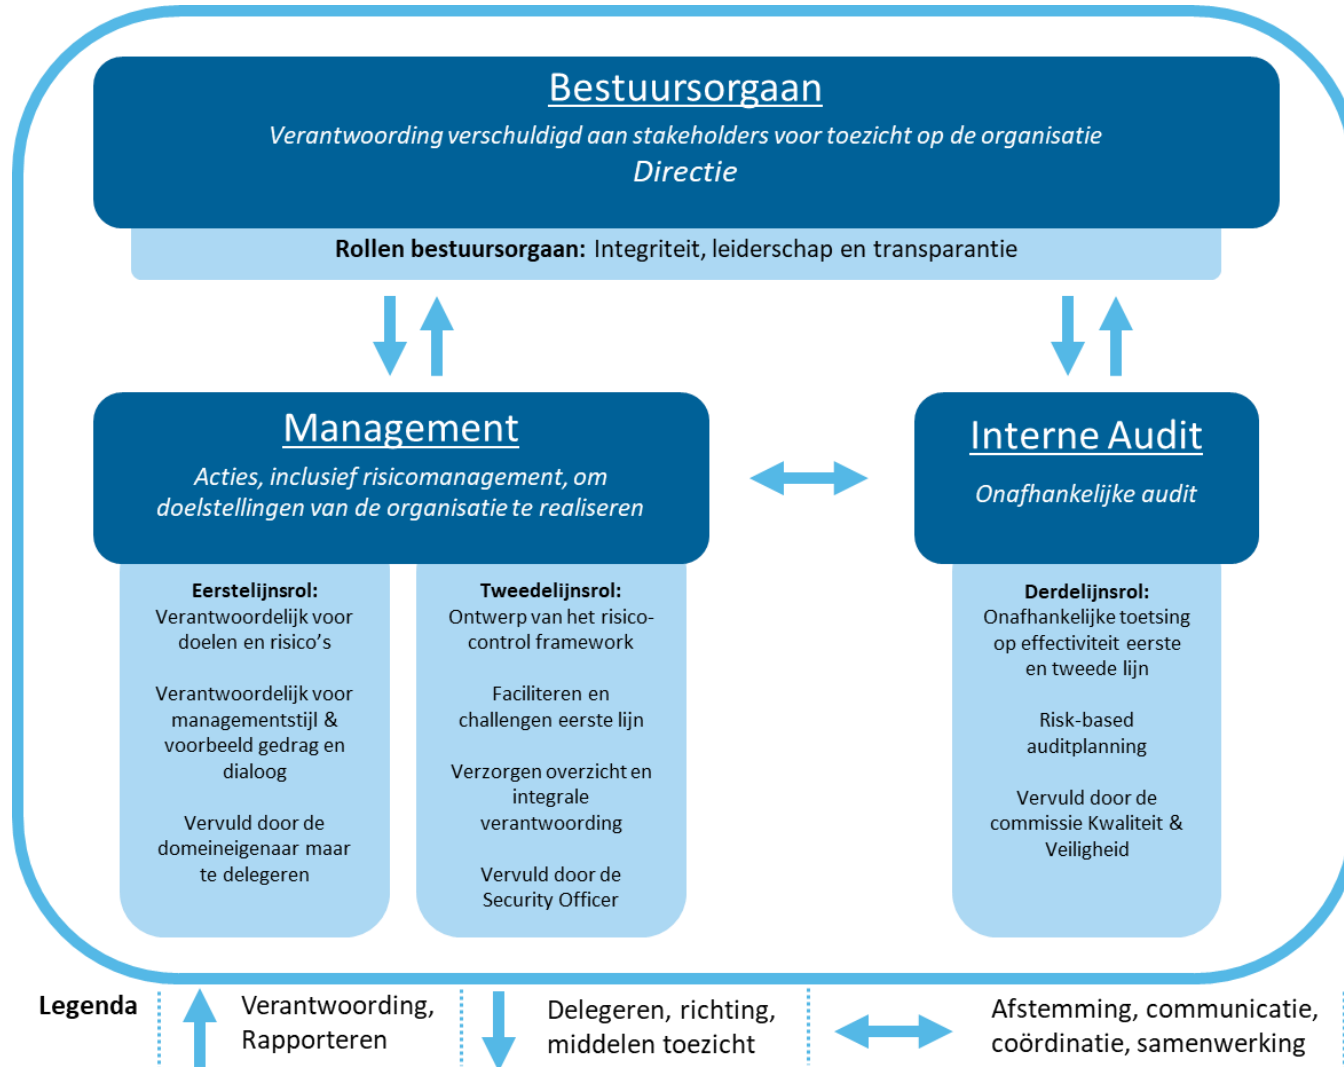 Bestuursorgaan
Verantwoording verschuldigd aan stakeholders voor toezicht op de organisatie
Directie
Rollen bestuursorgaan: Integriteit, leiderschap en transparantie
Management
Acties, inclusief risicomanagement, om
doelstellingen van de organisatie te realiseren
Interne Audit
Onafhankelijke audit
Eerstelijnsrol:
Verantwoordelijk voor
doelen en risico's
Verantwoordelijk voor
managementstijl &
voorbeeld gedrag en
dialoog
Vervuld door de
domeineigenaar maar
te delegeren
Tweedelijnsrol:
Ontwerp van het risico-
control framework
Faciliteren en
challengen eerste lijn
Verzorgen overzicht en
integrale
verantwoording
Vervuld door de
Security Officer
Derdelijnsrol:
Onafhankelijke toetsing
op effectiviteit eerste
en tweede lijn
Risk-based
auditplanning
Vervuld door de
commissie Kwaliteit &
Veiligheid
Legenda
Verantwoording,
Rapporteren
Delegeren, richting,
middelen toezicht
Afstemming, communicatie,
coördinatie, samenwerking